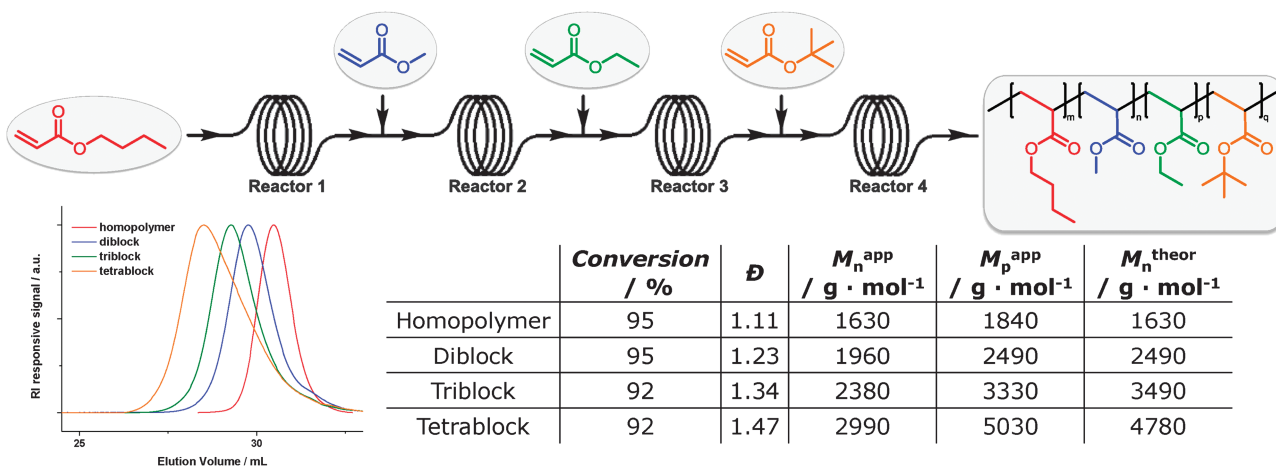 O
O
O
O
O
O
O
O
Reactor 1
Reactor 2
Reactor 3
Reactor 4
m
n
p
q
O
O
O
O
O
O
O
O
homopolymer
diblock
triblock
tetrablock
RI responsive signal / a.u.
25
30
Elution Volume / mL
Conversion / % Đ Mₙᵃᵖᵖ / g · mol⁻¹ Mₚᵃᵖᵖ / g · mol⁻¹ Mₙᵗʰᵉᵒʳ / g · mol⁻¹
Homopolymer 95 1.11 1630 1840 1630
Diblock 95 1.23 1960 2490 2490
Triblock 92 1.34 2380 3330 3490
Tetrablock 92 1.47 2990 5030 4780